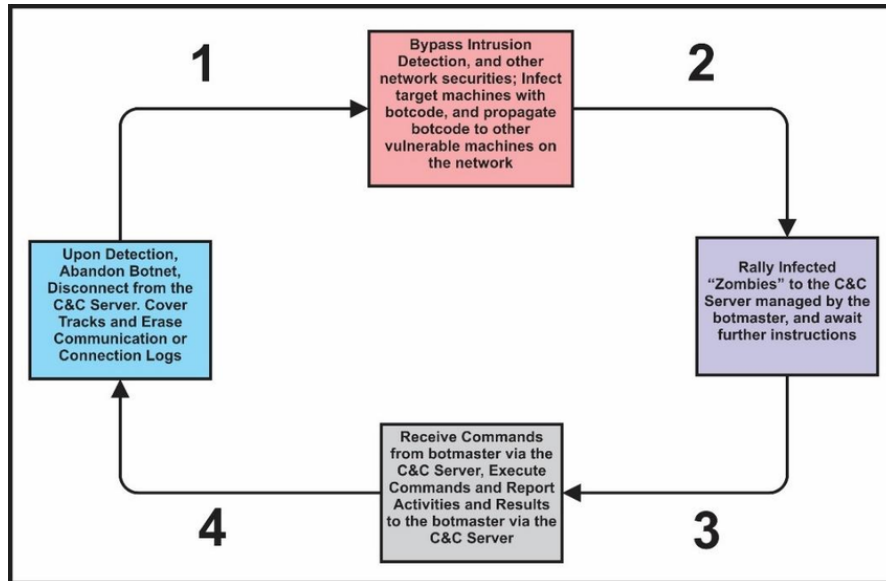 1
Bypass Intrusion
Detection, and other
network securities; Infect
target machines with
botcode, and propagate
botcode to other
vulnerable machines on
the network
2
Upon Detection,
Abandon Botnet,
Disconnect from the
C&C Server. Cover
Tracks and Erase
Communication or
Connection Logs
Rally Infected
“Zombies” to the C&C
Server managed by the
botmaster, and await
further instructions
4
Receive Commands
from botmaster via the
C&C Server, Execute
Commands and Report
Activities and Results
to the botmaster via the
C&C Server
3